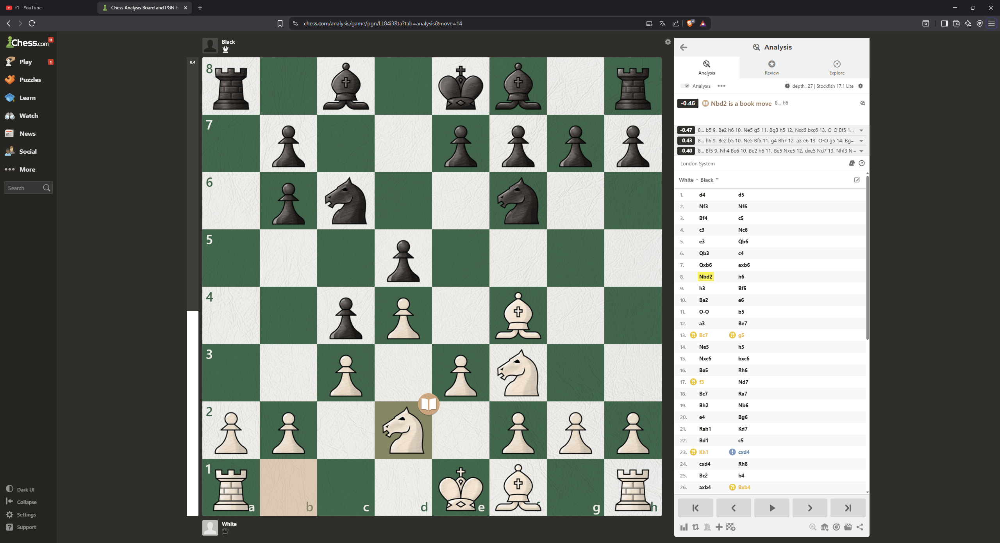 f1 - YouTube
Chess Analysis Board and PGN E
chess.com/analysis/game/pgn/LL84i3Rta?tab=analysis&move=14
4
Chess.com
11
Play
1
Puzzles
Learn
Watch
News
Social
More
Search
Dark UI
Collapse
Settings
Support
Black
0.4
8
7
6
5
4
3
2
1
a
b
c
d
e
f
g
h
White
Analysis
Analysis
Review
Explore
Analysis
depth=27 | Stockfish 17.1 Lite
-0.46 Nbd2 is a book move 8... h6
-0.47 8... b5 9. Be2 h6 10. Ne5 g5 11. Bg3 h5 12. Nxc6 bxc6 13. O-O Bf5 1...
-0.43 8... h6 9. Be2 b5 10. Ne5 Bf5 11. g4 Bh7 12. a3 e6 13. O-O g5 14. Bg...
-0.40 8... Bf5 9. Nh4 Be6 10. Be2 h6 11. Be5 Nxe5 12. dxe5 Nd7 13. Nhf3 N...
London System
White - Black *
1. d4 d5
2. Nf3 Nf6
3. Bf4 c5
4. c3 Nc6
5. e3 Qb6
6. Qb3 c4
7. Qxb6 axb6
8. Nbd2 h6
9. h3 Bf5
10. Be2 e6
11. O-O b5
12. a3 Be7
13. ?! Bc7 ?! g5
14. Ne5 h5
15. Nxc6 bxc6
16. Be5 Rh6
17. ?! f3 Nd7
18. Bc7 Ra7
19. Bh2 Nb6
20. e4 Bg6
21. Rab1 Kd7
22. Bd1 c5
23. ?! Kh1 ! cxd4
24. cxd4 Rh8
25. Bc2 b4
26. axb4 ?! Bxb4